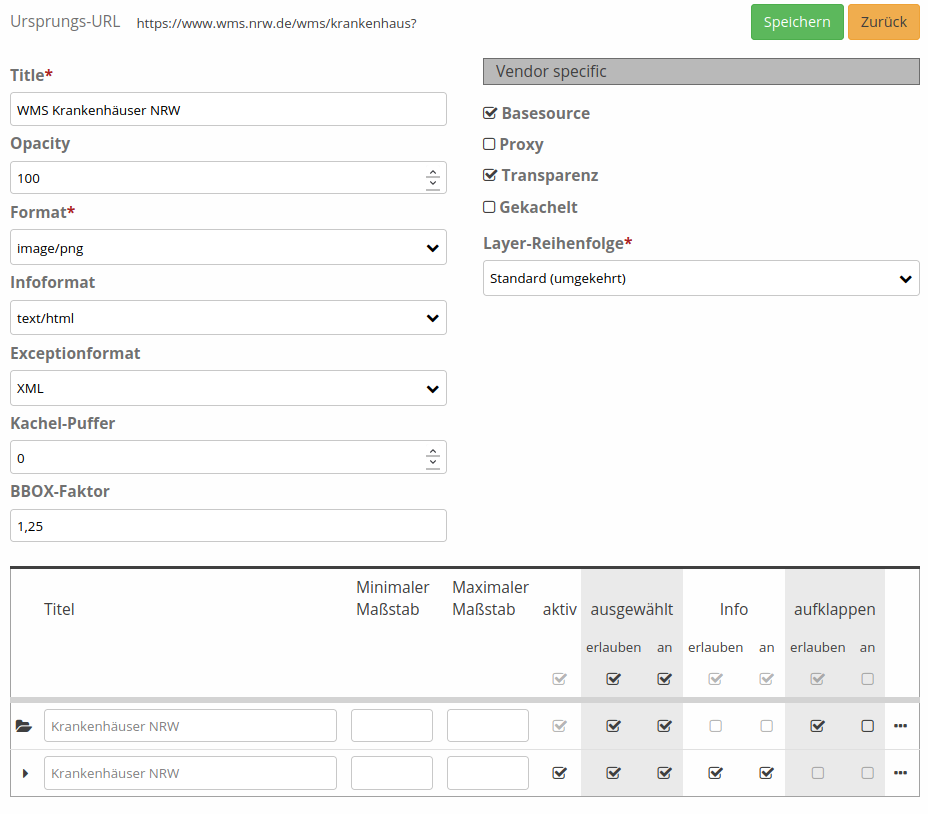 Ursprungs-URL https://www.wms.nrw.de/wms/krankenhaus?
Speichern Zurück
Title*
WMS Krankenhäuser NRW
Opacity
100
Format*
image/png
Infoformat
text/html
Exceptionformat
XML
Kachel-Puffer
0
BBOX-Faktor
1,25
Vendor specific
Basesource
Proxy
Transparenz
Gekachelt
Layer-Reihenfolge*
Standard (umgekehrt)
Minimaler Maximaler
Titel Maßstab Maßstab aktiv ausgewählt Info aufklappen
erlauben an erlauben an erlauben an
Krankenhäuser NRW
Krankenhäuser NRW